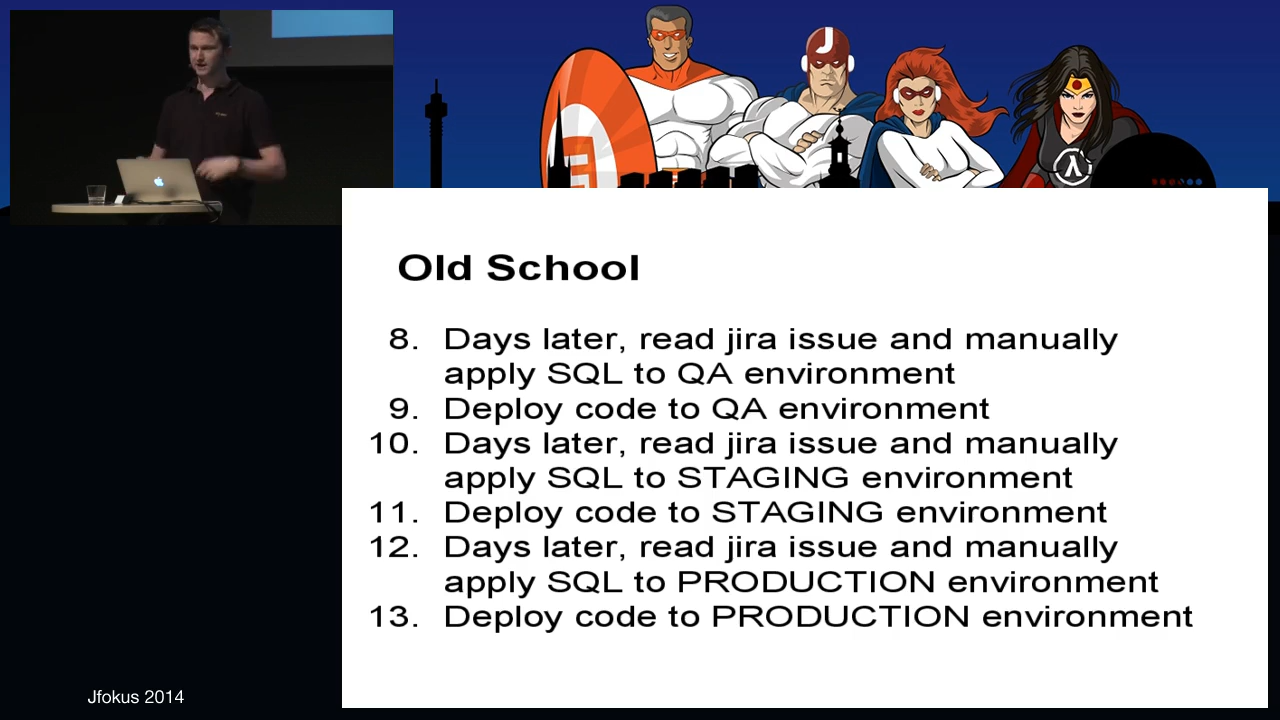 J
Old School
8. Days later, read jira issue and manually
apply SQL to QA environment
9. Deploy code to QA environment
10. Days later, read jira issue and manually
apply SQL to STAGING environment
11. Deploy code to STAGING environment
12. Days later, read jira issue and manually
apply SQL to PRODUCTION environment
13. Deploy code to PRODUCTION environment
Jfokus 2014